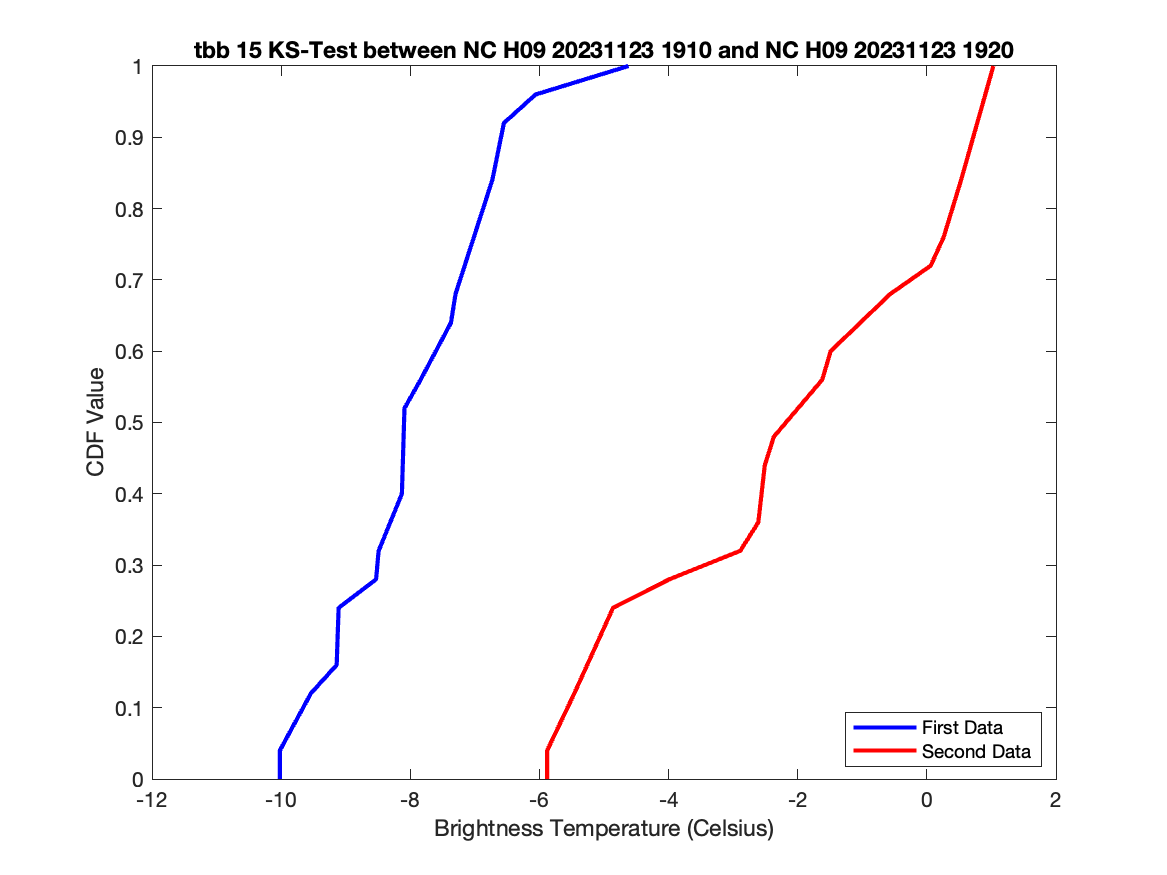 tbb 15 KS-Test between NC H09 20231123 1910 and NC H09 20231123 1920
1
0.9
0.8
0.7
0.6
0.5
0.4
0.3
0.2
0.1
0
CDF Value
First Data
Second Data
-12 -10 -8 -6 -4 -2 0 2
Brightness Temperature (Celsius)